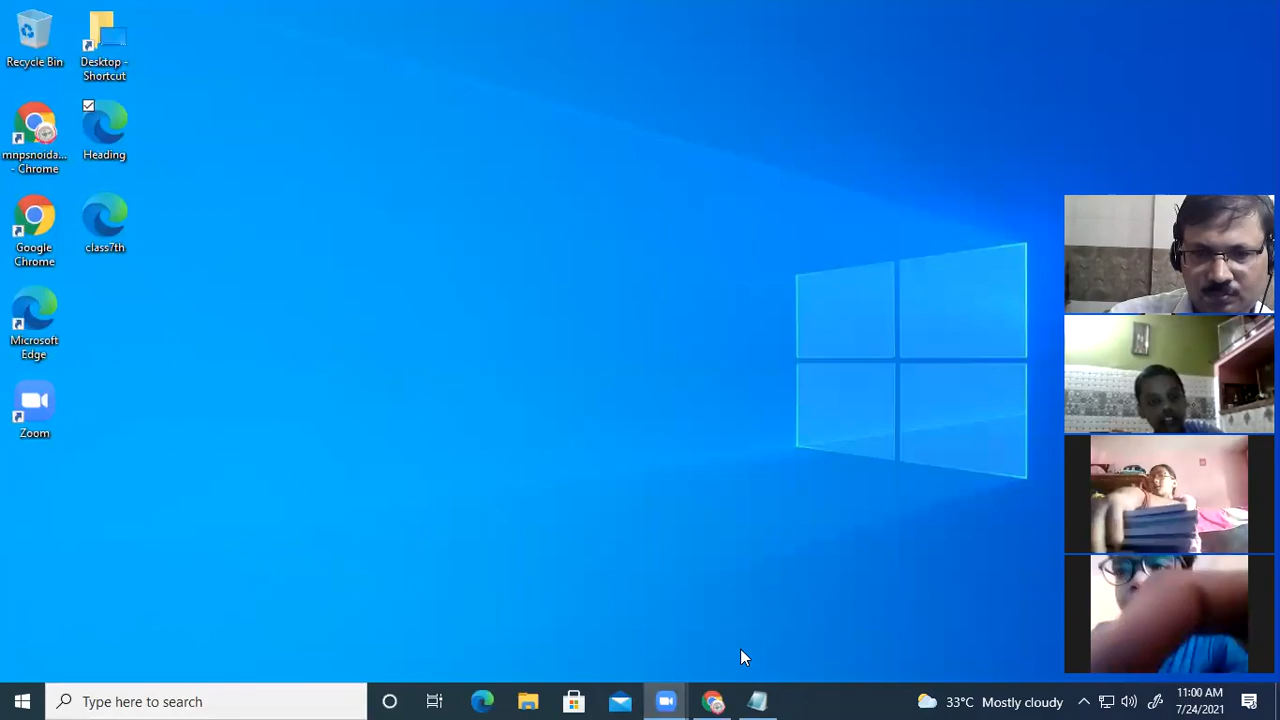 Recycle Bin
Desktop -
Shortcut
mnpsnoida...
- Chrome
Heading
Google
Chrome
class7th
Microsoft
Edge
Zoom
Type here to search
33°C Mostly cloudy
11:00 AM
7/24/2021